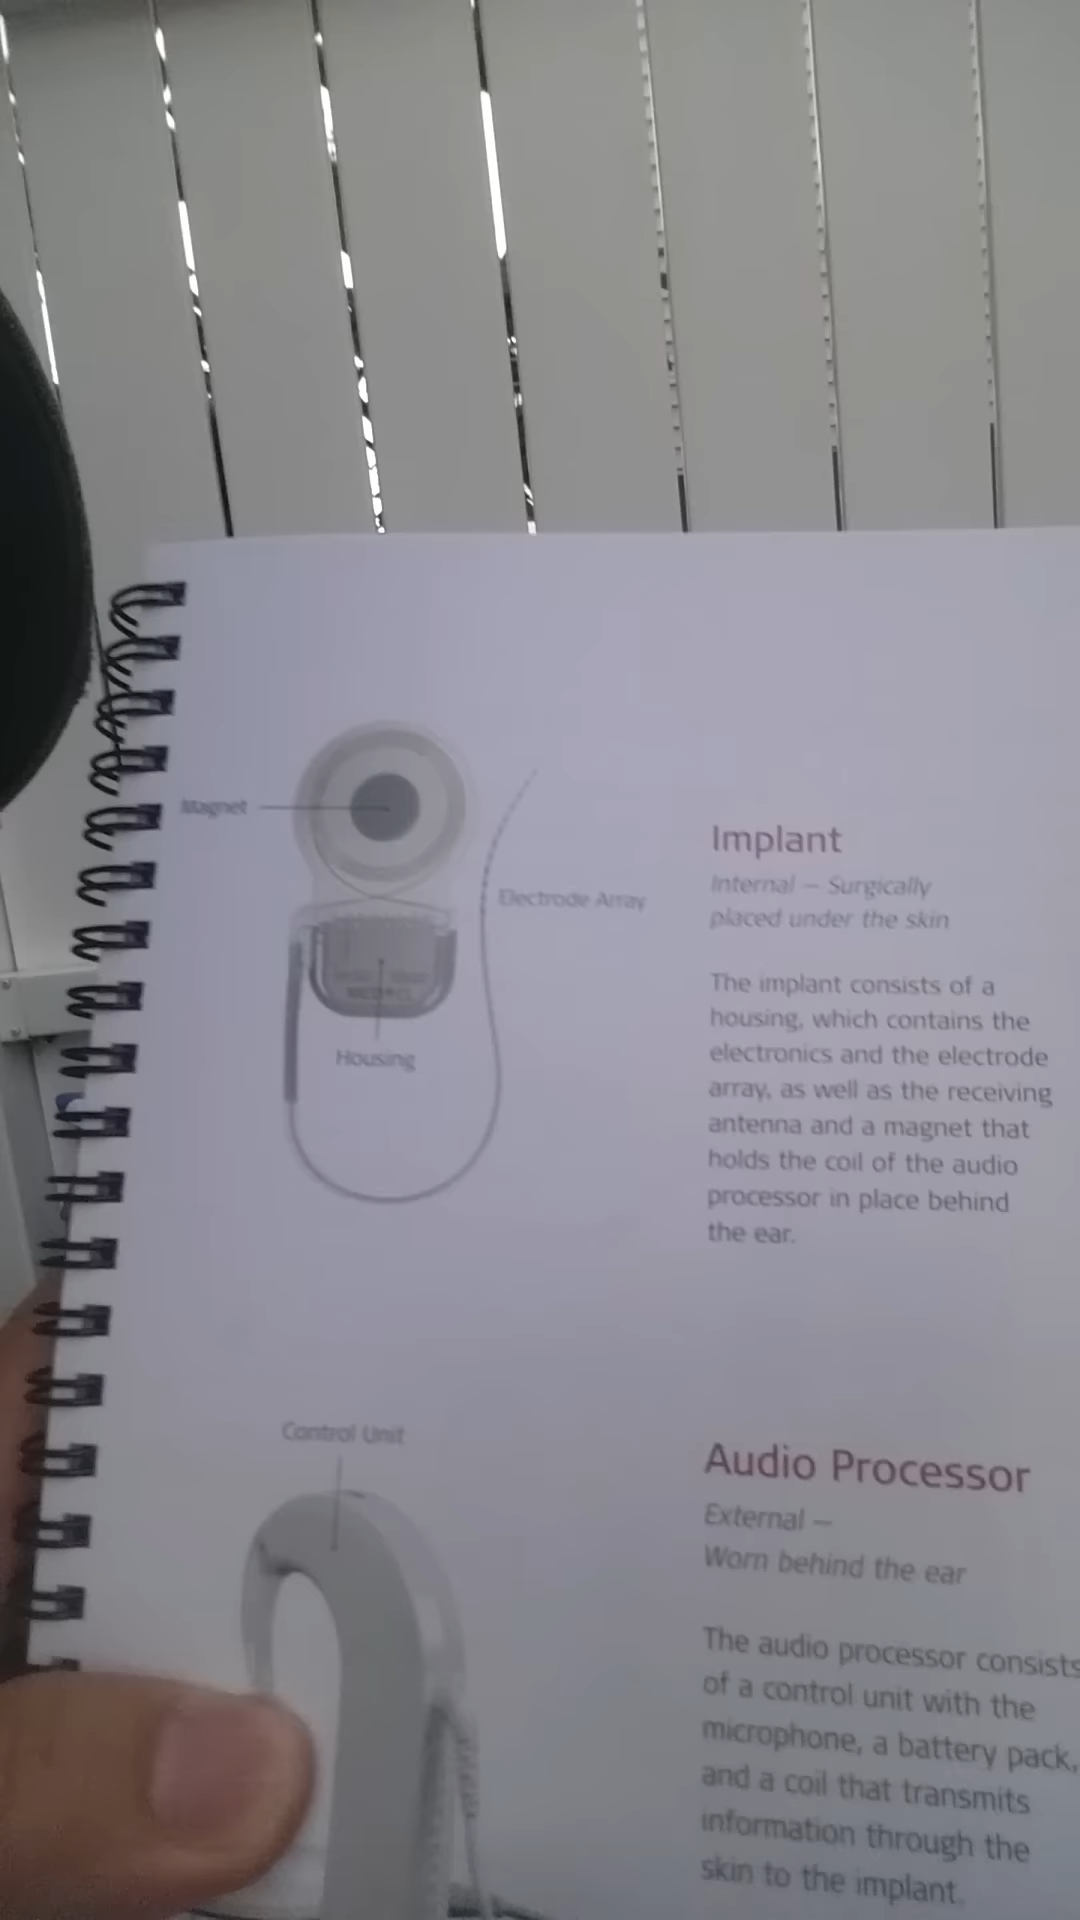 Magnet
Electrode Array
MED-EL
Housing
Implant
Internal – Surgically
placed under the skin
The implant consists of a
housing, which contains the
electronics and the electrode
array, as well as the receiving
antenna and a magnet that
holds the coil of the audio
processor in place behind
the ear.
Control Unit
Audio Processor
External –
Worn behind the ear
The audio processor consists
of a control unit with the
microphone, a battery pack,
and a coil that transmits
information through the
skin to the implant.